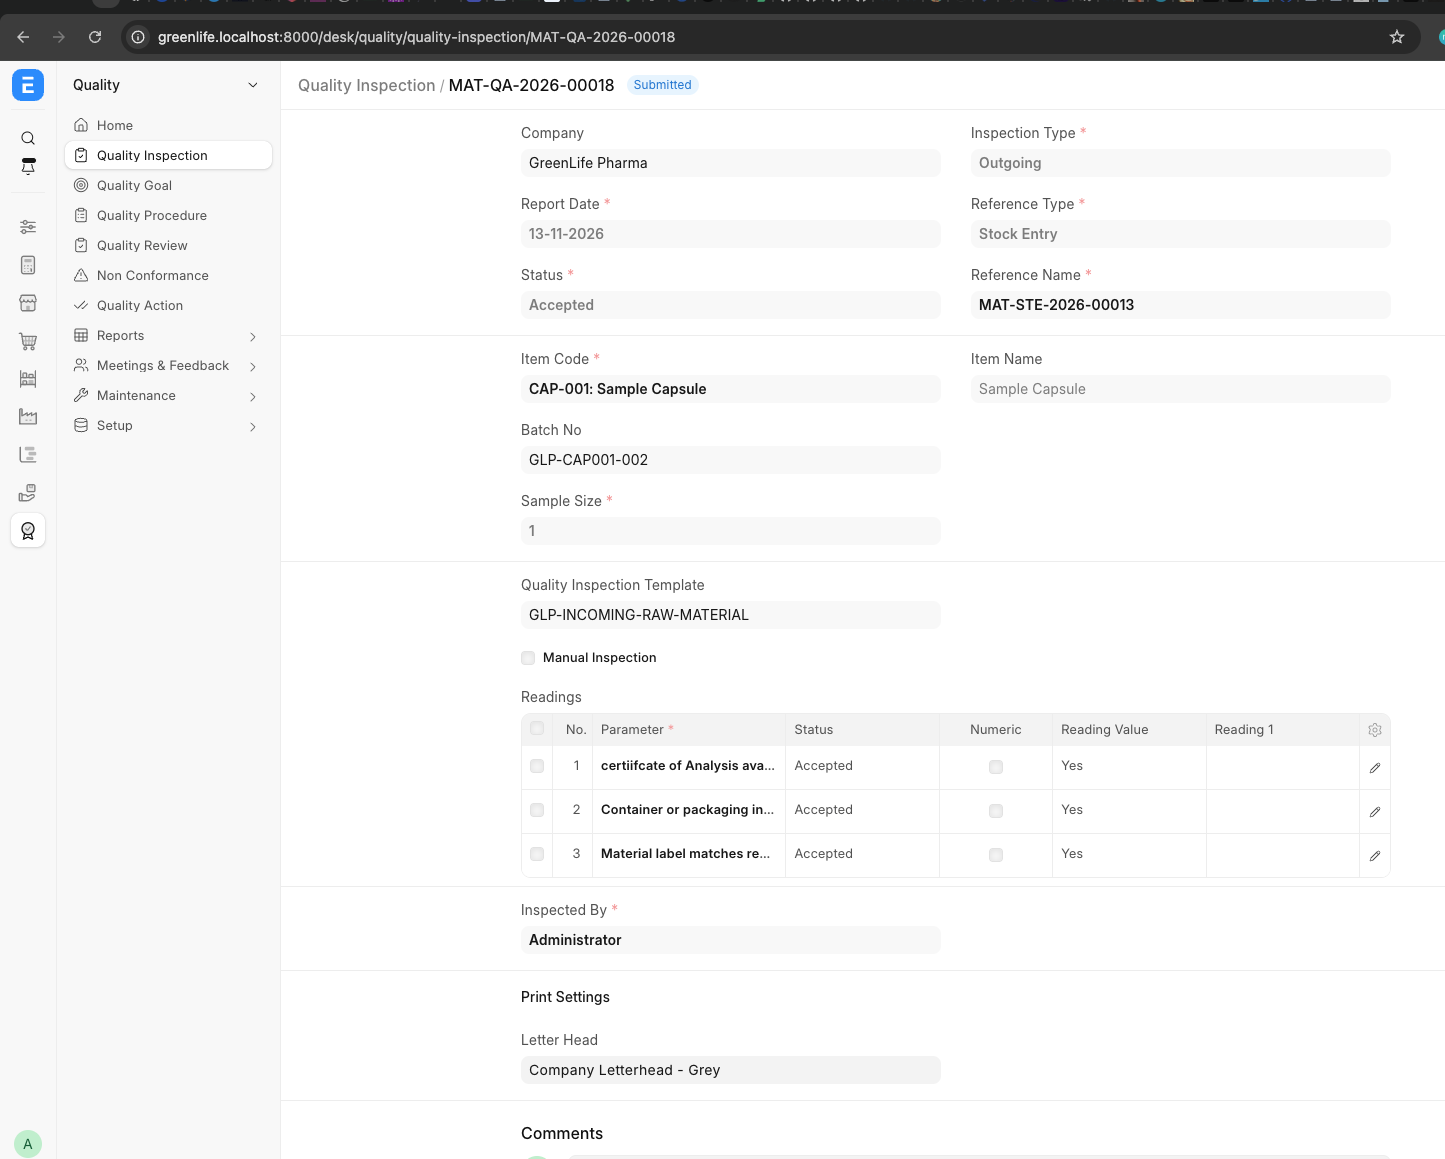 greenlife.localhost:8000/desk/quality/quality-inspection/MAT-QA-2026-00018
Quality
Home
Quality Inspection
Quality Goal
Quality Procedure
Quality Review
Non Conformance
Quality Action
Reports
Meetings & Feedback
Maintenance
Setup
A
Quality Inspection / MAT-QA-2026-00018 Submitted
Company
GreenLife Pharma
Inspection Type *
Outgoing
Report Date *
13-11-2026
Reference Type *
Stock Entry
Status *
Accepted
Reference Name *
MAT-STE-2026-00013
Item Code *
CAP-001: Sample Capsule
Item Name
Sample Capsule
Batch No
GLP-CAP001-002
Sample Size *
1
Quality Inspection Template
GLP-INCOMING-RAW-MATERIAL
Manual Inspection
Readings
No. Parameter * Status Numeric Reading Value Reading 1
1 certiifcate of Analysis ava... Accepted Yes
2 Container or packaging in... Accepted Yes
3 Material label matches re... Accepted Yes
Inspected By *
Administrator
Print Settings
Letter Head
Company Letterhead - Grey
Comments